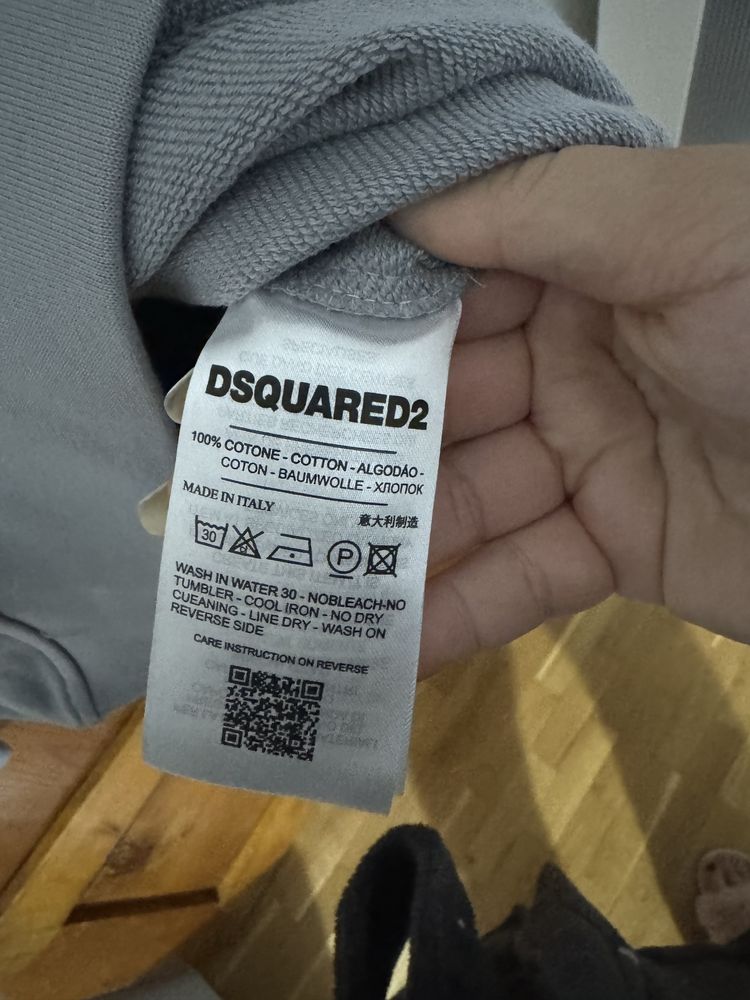 DSQUARED2
100% COTONE - COTTON - ALGODÃO -
COTON - BAUMWOLLE - ХЛОПОК
MADE IN ITALY
意大利制造
30
P
WASH IN WATER 30 - NOBLEACH-NO
TUMBLER - COOL IRON - NO DRY
CUEANING - LINE DRY - WASH ON
REVERSE SIDE
CARE INSTRUCTION ON REVERSE